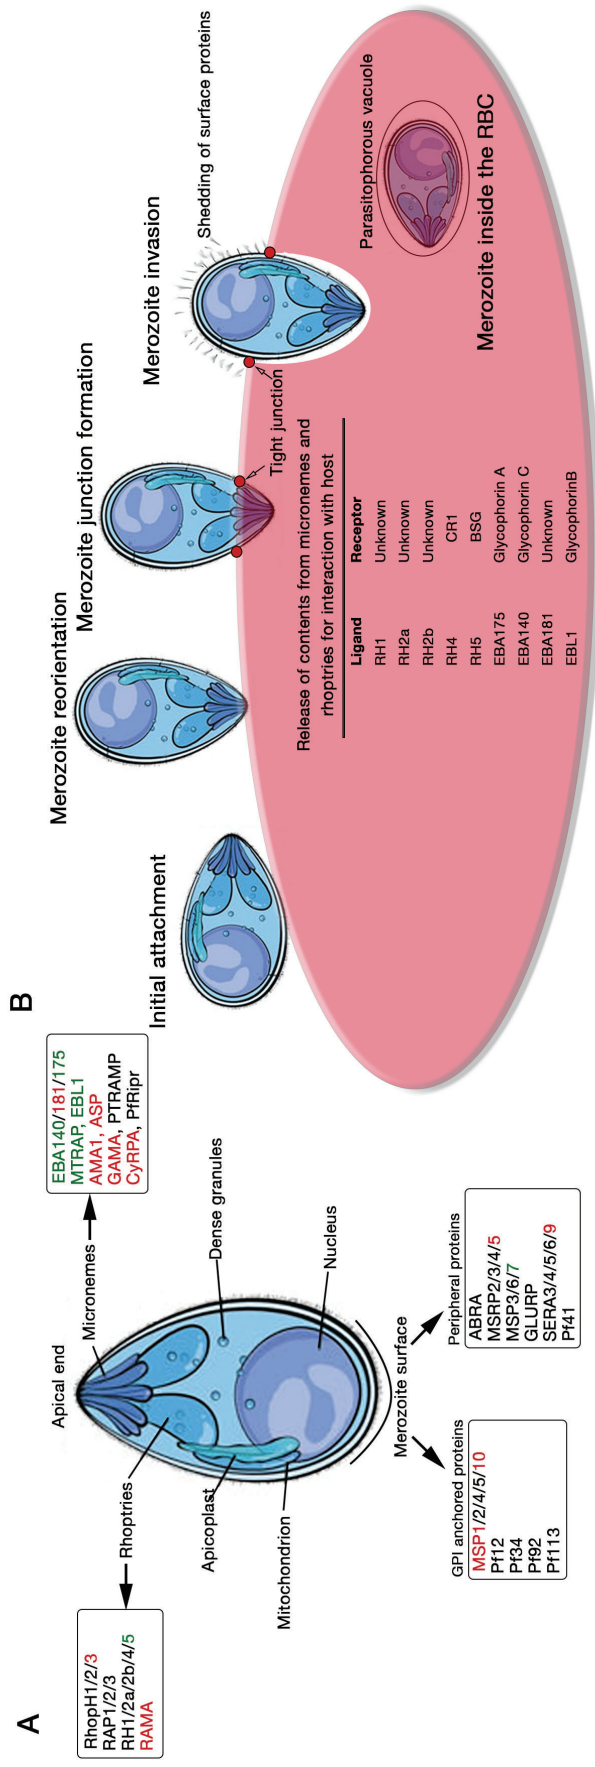 A
Apical end
Rhoptries
Micronemes
RhopH1/2/3
RAP1/2/3
RH1/2a/2b/4/5
RAMA
EBA140/181/175
MTRAP, EBL1
AMA1, ASP
GAMA, PTRAMP
CyRPA, PfRipr
Apicoplast
Dense granules
Mitochondrion
Nucleus
Merozoite surface
GPI anchored proteins
MSP1/2/4/5/10
Pf12
Pf34
Pf92
Pf113
Peripheral proteins
ABRA
MSRP2/3/4/5
MSP3/6/7
GLURP
SERA3/4/5/6/9
Pf41
B
Initial attachment
Merozoite reorientation
Merozoite junction formation
Merozoite invasion
Shedding of surface proteins
Tight junction
Release of contents from micronemes and
rhoptries for interaction with host
Ligand Receptor
RH1 Unknown
RH2a Unknown
RH2b Unknown
RH4 CR1
RH5 BSG
EBA175 Glycophorin A
EBA140 Glycophorin C
EBA181 Unknown
EBL1 GlycophorinB
Parasitophorous vacuole
Merozoite inside the RBC